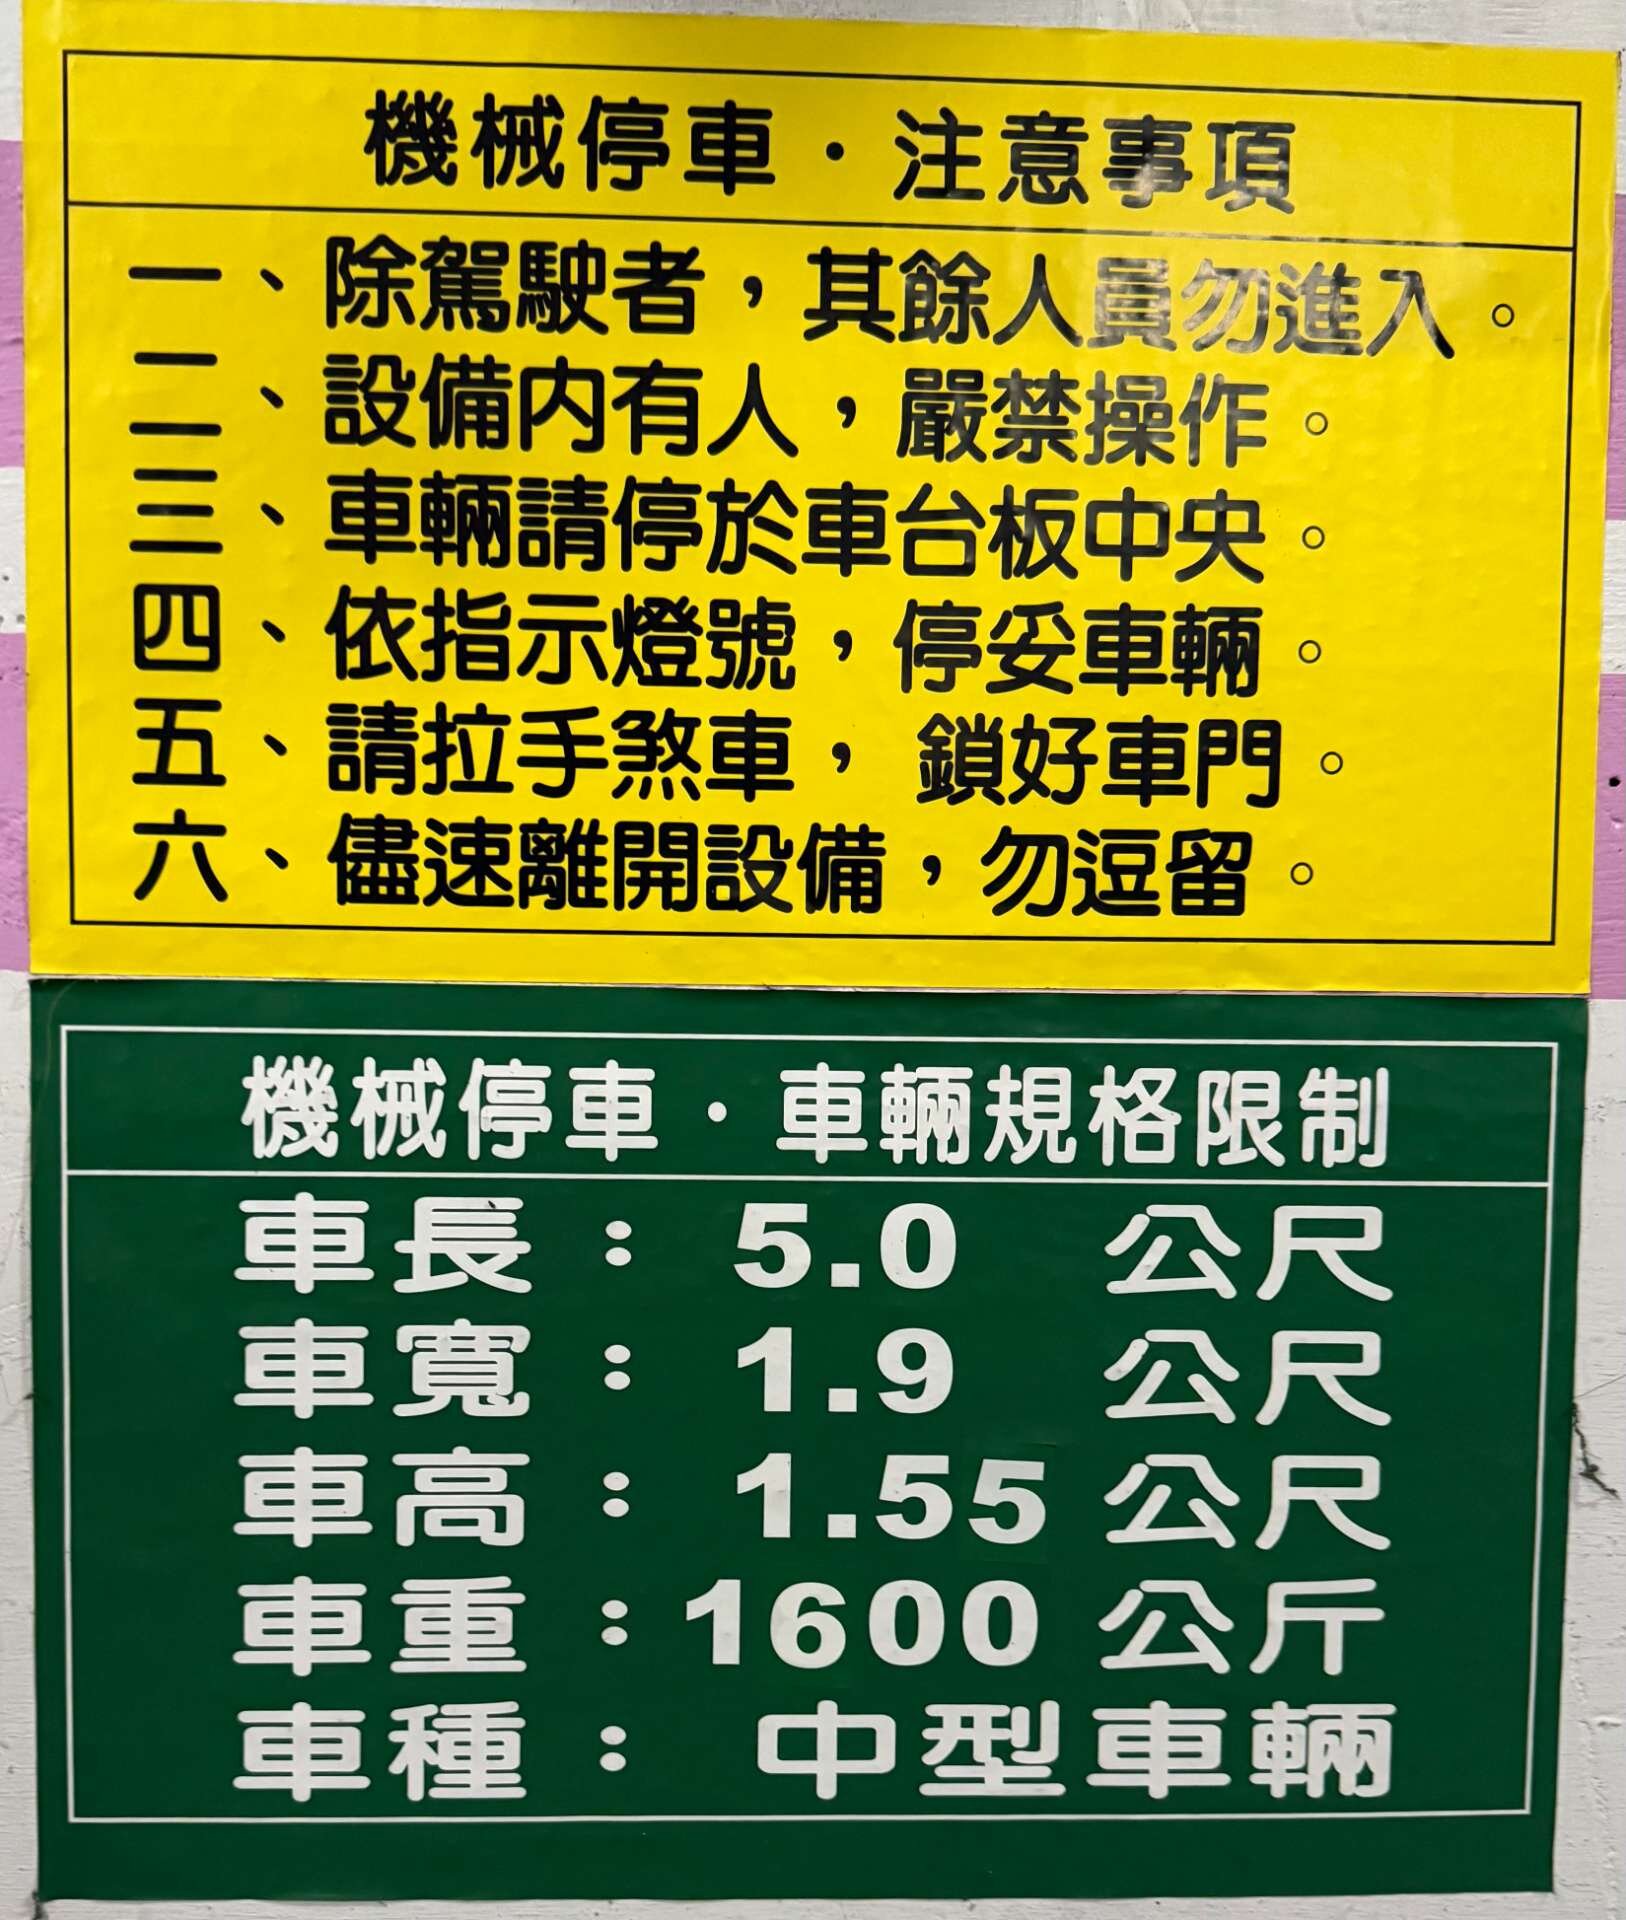 機械停車・注意事項
一、除駕駛者，其餘人員勿進入。
二、設備內有人，嚴禁操作。
三、車輛請停於車台板中央。
四、依指示燈號，停妥車輛。
五、請拉手煞車，鎖好車門。
六、儘速離開設備，勿逗留。
機械停車・車輛規格限制
車長：5.0 公尺
車寬：1.9 公尺
車高：1.55 公尺
車重：1600 公斤
車種：中型車輛